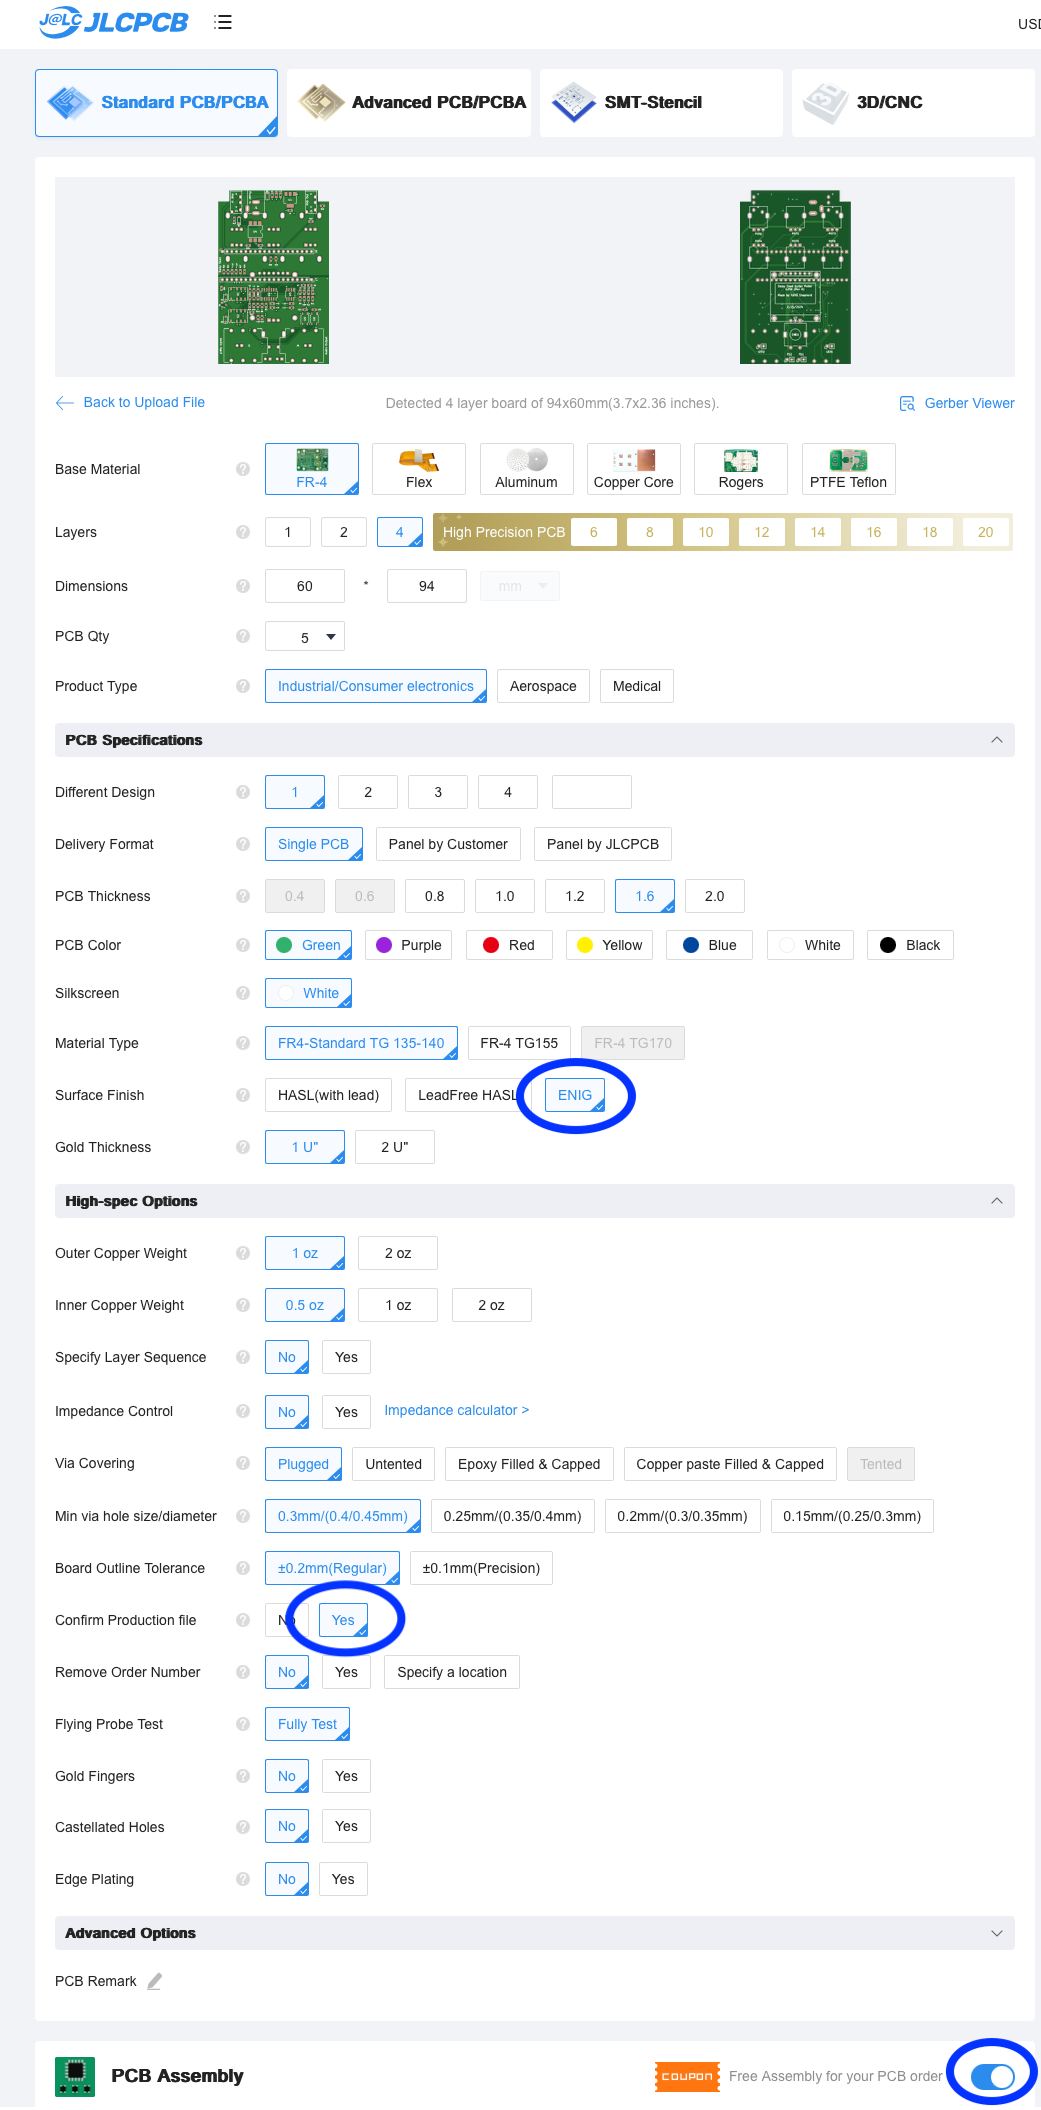 J@LC JLCPCB
USD
Standard PCB/PCBA
Advanced PCB/PCBA
SMT-Stencil
3D/CNC
Back to Upload File
Detected 4 layer board of 94x60mm(3.7x2.36 inches).
Gerber Viewer
Base Material ? FR-4 Flex Aluminum Copper Core Rogers PTFE Teflon
Layers ? 1 2 4 High Precision PCB 6 8 10 12 14 16 18 20
Dimensions ? 60 * 94 mm
PCB Qty ? 5
Product Type ? Industrial/Consumer electronics Aerospace Medical
PCB Specifications
Different Design ? 1 2 3 4
Delivery Format ? Single PCB Panel by Customer Panel by JLCPCB
PCB Thickness ? 0.4 0.6 0.8 1.0 1.2 1.6 2.0
PCB Color ? Green Purple Red Yellow Blue White Black
Silkscreen ? White
Material Type ? FR4-Standard TG 135-140 FR-4 TG155 FR-4 TG170
Surface Finish ? HASL(with lead) LeadFree HASL ENIG
Gold Thickness ? 1 U" 2 U"
High-spec Options
Outer Copper Weight ? 1 oz 2 oz
Inner Copper Weight ? 0.5 oz 1 oz 2 oz
Specify Layer Sequence ? No Yes
Impedance Control ? No Yes Impedance calculator >
Via Covering ? Plugged Untented Epoxy Filled & Capped Copper paste Filled & Capped Tented
Min via hole size/diameter ? 0.3mm/(0.4/0.45mm) 0.25mm/(0.35/0.4mm) 0.2mm/(0.3/0.35mm) 0.15mm/(0.25/0.3mm)
Board Outline Tolerance ? ±0.2mm(Regular) ±0.1mm(Precision)
Confirm Production file ? No Yes
Remove Order Number ? No Yes Specify a location
Flying Probe Test ? Fully Test
Gold Fingers ? No Yes
Castellated Holes ? No Yes
Edge Plating ? No Yes
Advanced Options
PCB Remark
PCB Assembly
COUPON Free Assembly for your PCB order